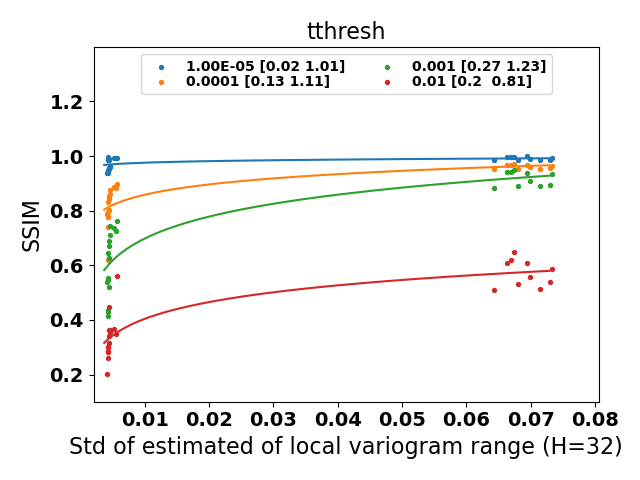 tthresh
1.00E-05 [0.02 1.01]
0.0001 [0.13 1.11]
0.001 [0.27 1.23]
0.01 [0.2  0.81]
SSIM
1.2
1.0
0.8
0.6
0.4
0.2
0.01 0.02 0.03 0.04 0.05 0.06 0.07 0.08
Std of estimated of local variogram range (H=32)